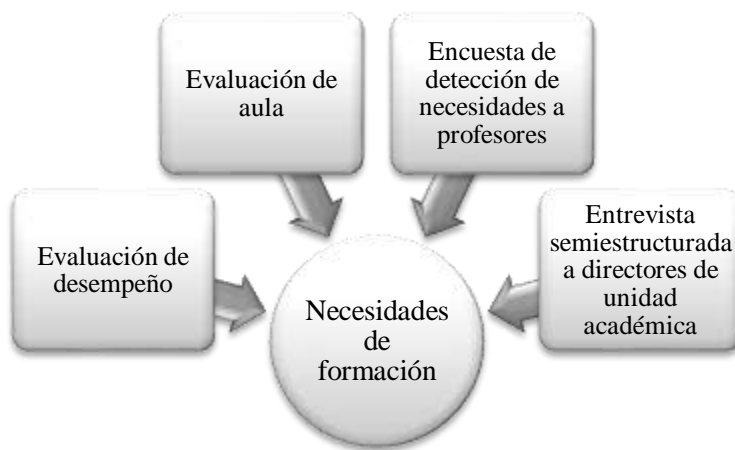 Evaluación de
aula
Encuesta de
detección de
necesidades a
profesores
Evaluación de
desempeño
Entrevista
semiestructurada
a directores de
unidad
académica
Necesidades
de
formación